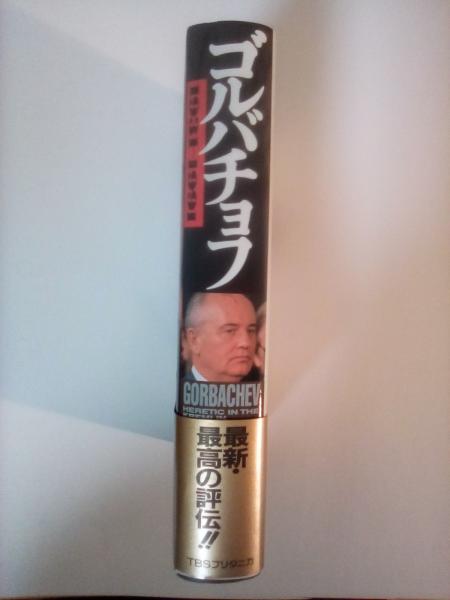 ゴルバチョフ
GORBACHEV
HERETIC IN THE
最新・
最高の評伝!!
TBSブリタニカ